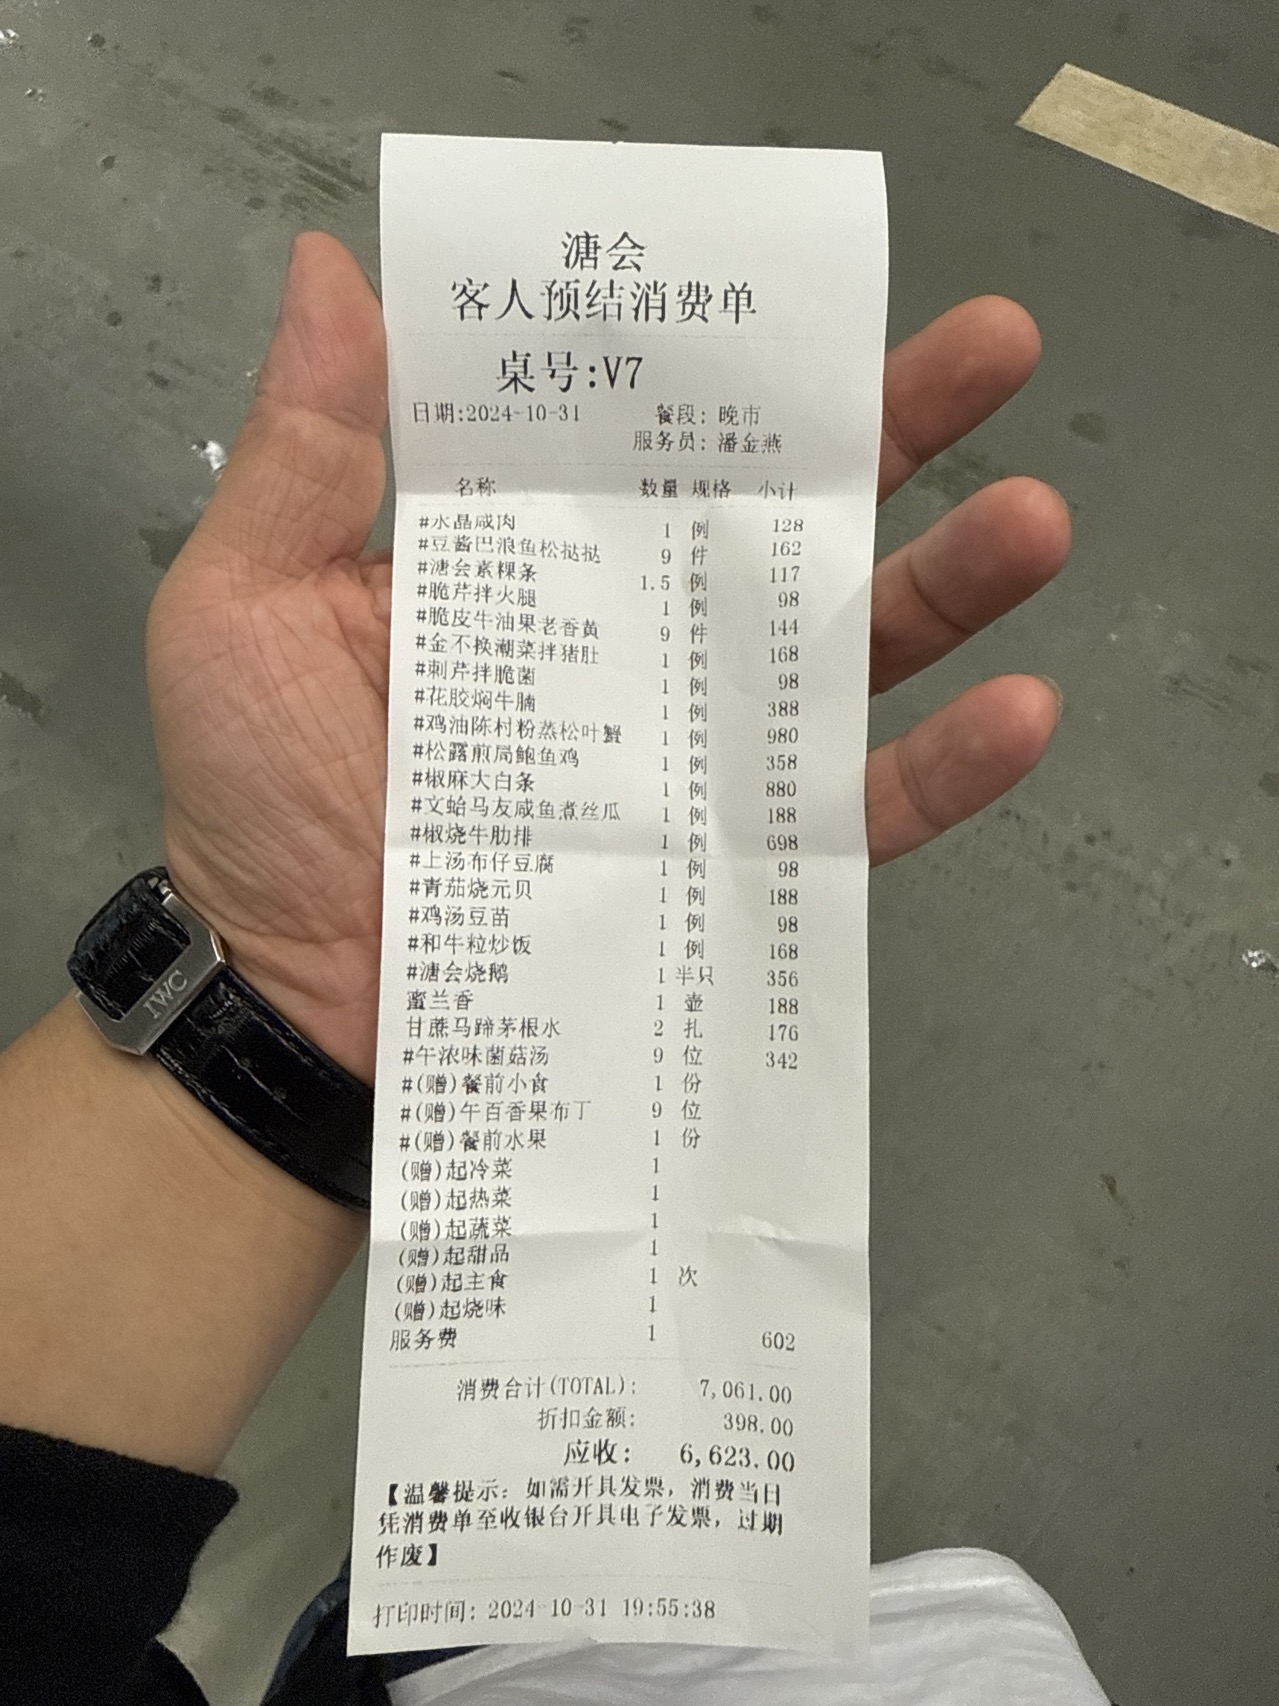 溏会
客人预结消费单
桌号:V7
日期:2024-10-31 餐段: 晚市
服务员: 潘金燕
名称 数量 规格 小计
#水晶咸肉 1 例 128
#豆酱巴浪鱼松挞挞 9 件 162
#溏会素粿条 1.5 例 117
#脆芹拌火腿 1 例 98
#脆皮牛油果老香黄 9 件 144
#金不换潮菜拌猪肚 1 例 168
#刺芹拌脆菌 1 例 98
#花胶焖牛腩 1 例 388
#鸡油陈村粉蒸松叶蟹 1 例 980
#松露煎局鲍鱼鸡 1 例 358
#椒麻大白条 1 例 880
#文蛤马友咸鱼煮丝瓜 1 例 188
#椒烧牛肋排 1 例 698
#上汤布仔豆腐 1 例 98
#青茄烧元贝 1 例 188
#鸡汤豆苗 1 例 98
#和牛粒炒饭 1 例 168
#溏会烧鹅 1 半只 356
蜜兰香 1 壶 188
甘蔗马蹄茅根水 2 扎 176
#午浓味菌菇汤 9 位 342
#(赠)餐前小食 1 份
#(赠)午百香果布丁 9 位
#(赠)餐前水果 1 份
(赠)起冷菜 1
(赠)起热菜 1
(赠)起蔬菜 1
(赠)起甜品 1
(赠)起主食 1 次
(赠)起烧味 1
服务费 1 602
消费合计(TOTAL): 7,061.00
折扣金额: 398.00
应收: 6,623.00
【温馨提示: 如需开具发票, 消费当日
凭消费单至收银台开具电子发票, 过期
作废】
打印时间: 2024-10-31 19:55:38
IWC